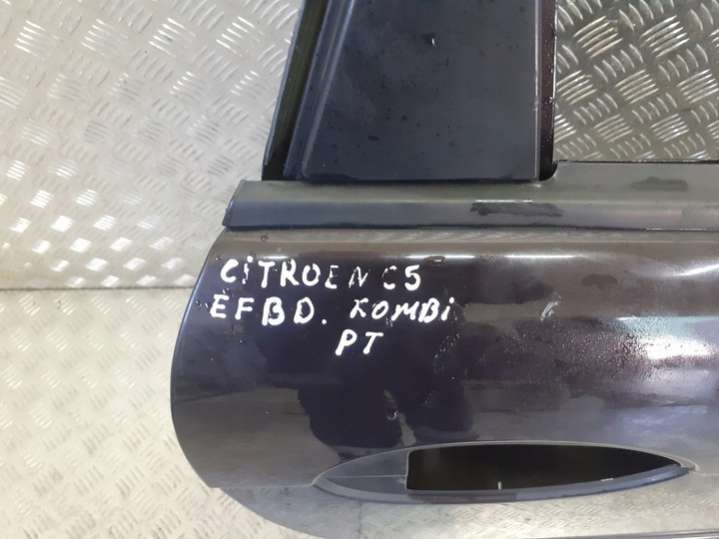 CITROEN C5
EFBD. KOMBI
PT